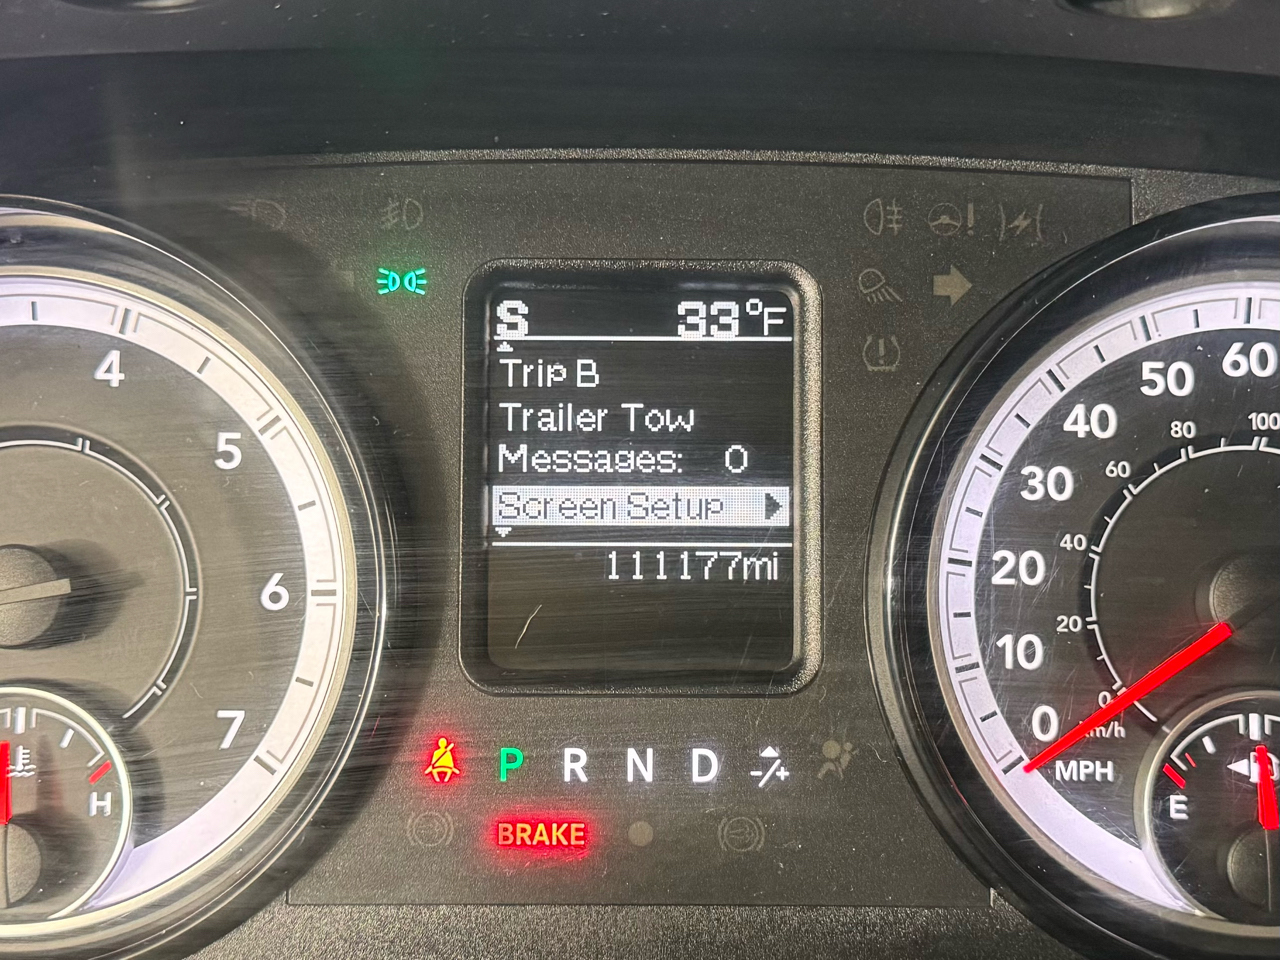 S 33°F
Trip B
Trailer Tow
Messages: 0
Screen Setup
111177mi
4
5
6
7
H
60
50
40
30
20
10
0
MPH
100
80
60
40
20
0
km/h
E
P R N D -/+
BRAKE